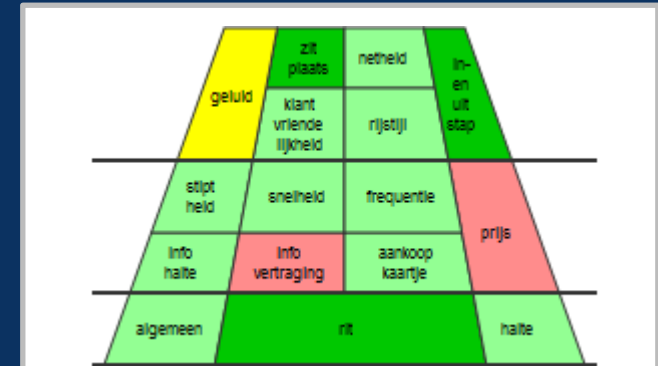 geluid
zit
plaats
netheid
in-
en
uit
stap
klant
vriende
lijkheid
rijstijl
stipt
heid
snelheid
frequentie
prijs
info
halte
info
vertraging
aankoop
kaartje
algemeen
rit
halte